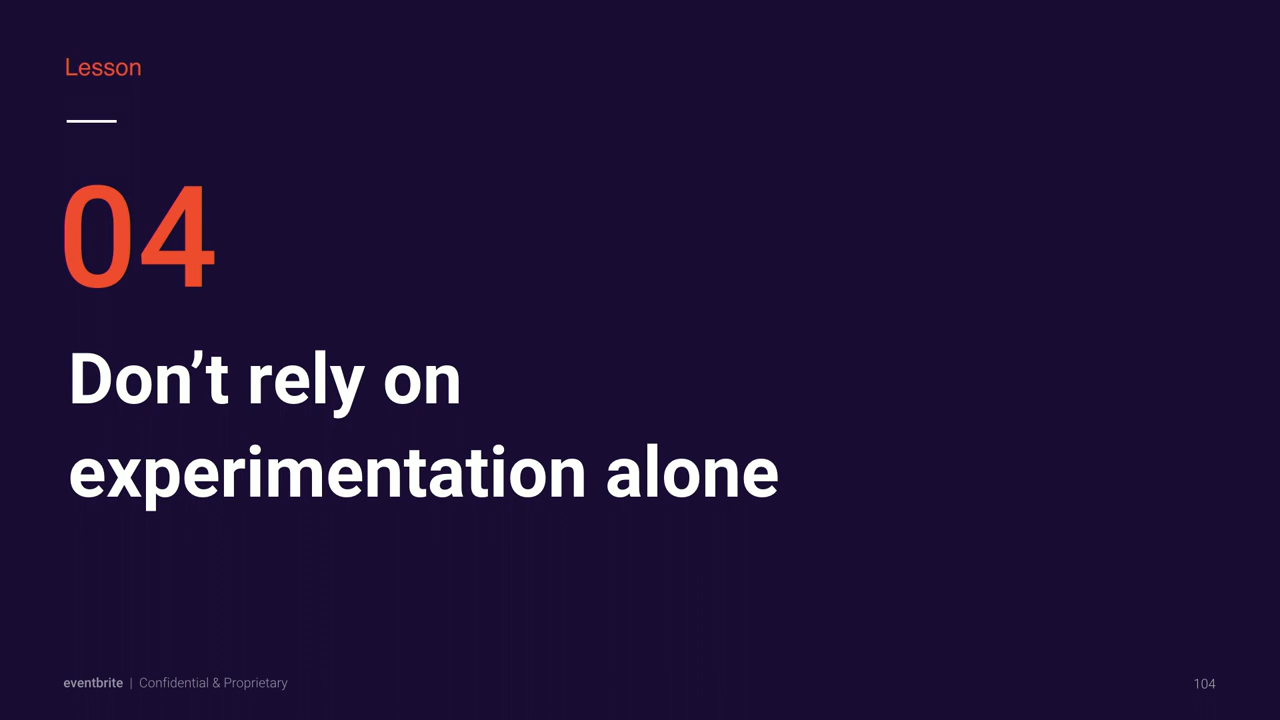 Lesson
04
Don’t rely on
experimentation alone
eventbrite | Confidential & Proprietary
104